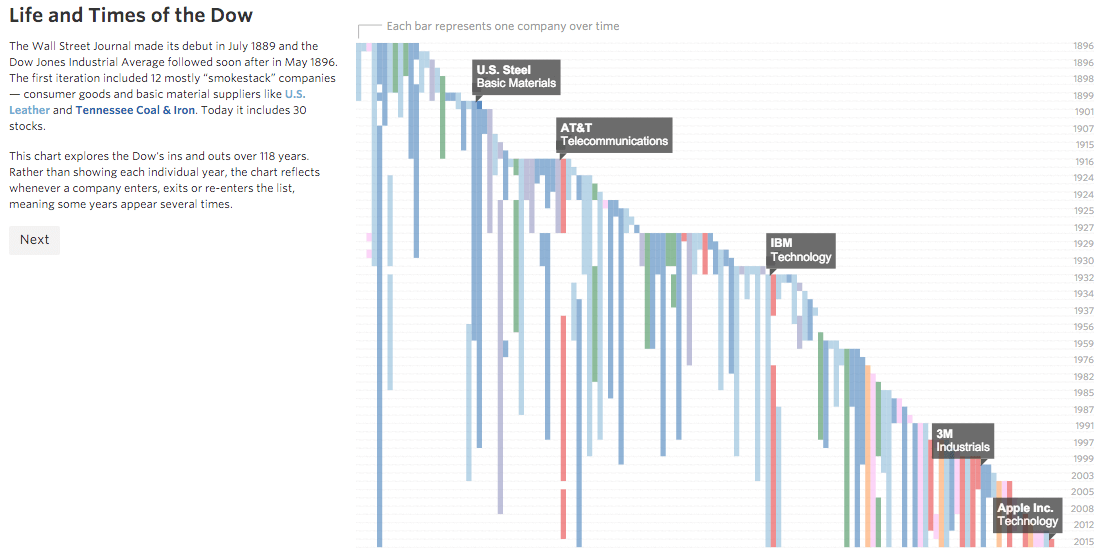 Life and Times of the Dow
The Wall Street Journal made its debut in July 1889 and the
Dow Jones Industrial Average followed soon after in May 1896.
The first iteration included 12 mostly “smokestack” companies
— consumer goods and basic material suppliers like U.S.
Leather and Tennessee Coal & Iron. Today it includes 30
stocks.
This chart explores the Dow's ins and outs over 118 years.
Rather than showing each individual year, the chart reflects
whenever a company enters, exits or re-enters the list,
meaning some years appear several times.
Next
Each bar represents one company over time
U.S. Steel
Basic Materials
AT&T
Telecommunications
IBM
Technology
3M
Industrials
Apple Inc.
Technology
1896
1896
1898
1899
1901
1907
1915
1916
1924
1924
1925
1927
1929
1930
1932
1934
1937
1956
1959
1976
1982
1985
1987
1991
1997
1999
2003
2005
2008
2012
2015